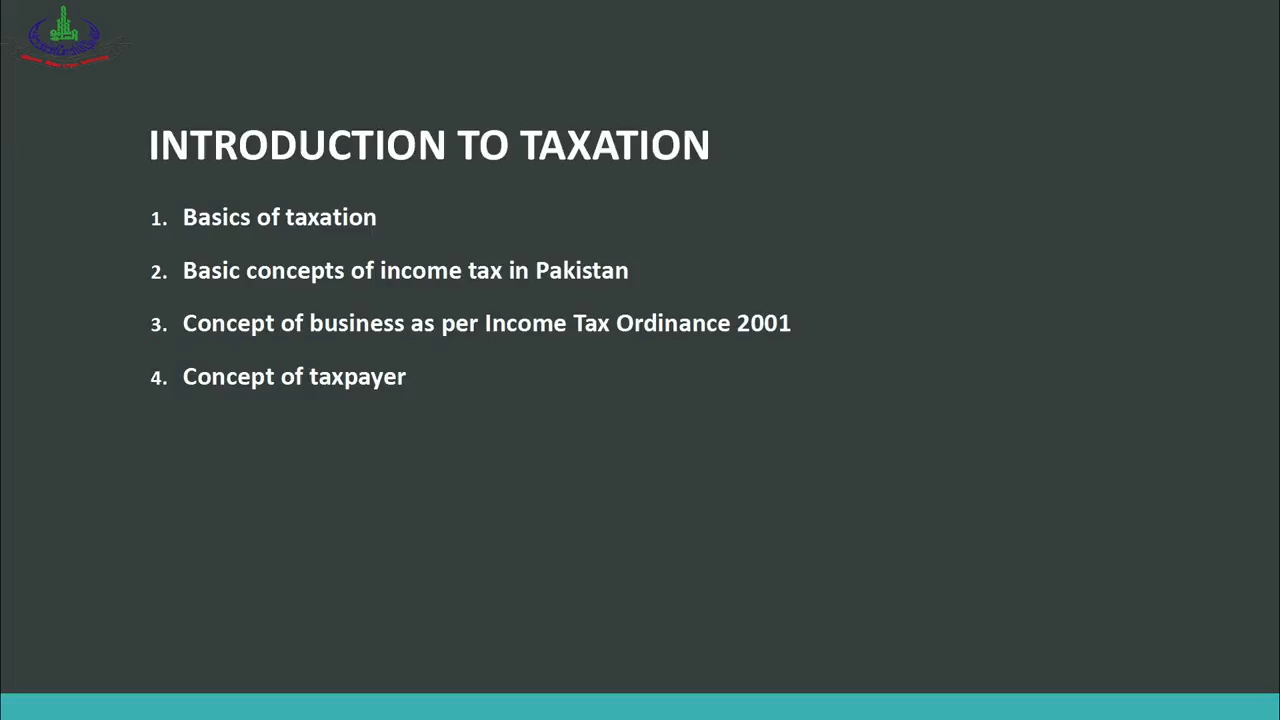 INTRODUCTION TO TAXATION
1. Basics of taxation
2. Basic concepts of income tax in Pakistan
3. Concept of business as per Income Tax Ordinance 2001
4. Concept of taxpayer